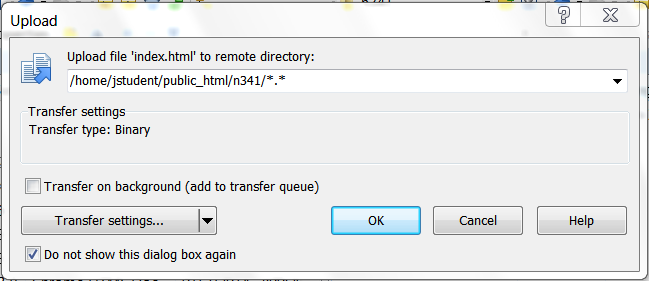 Upload
Upload file 'index.html' to remote directory:
/home/jstudent/public_html/n341/*.*
Transfer settings
Transfer type: Binary
Transfer on background (add to transfer queue)
Transfer settings... OK Cancel Help
Do not show this dialog box again